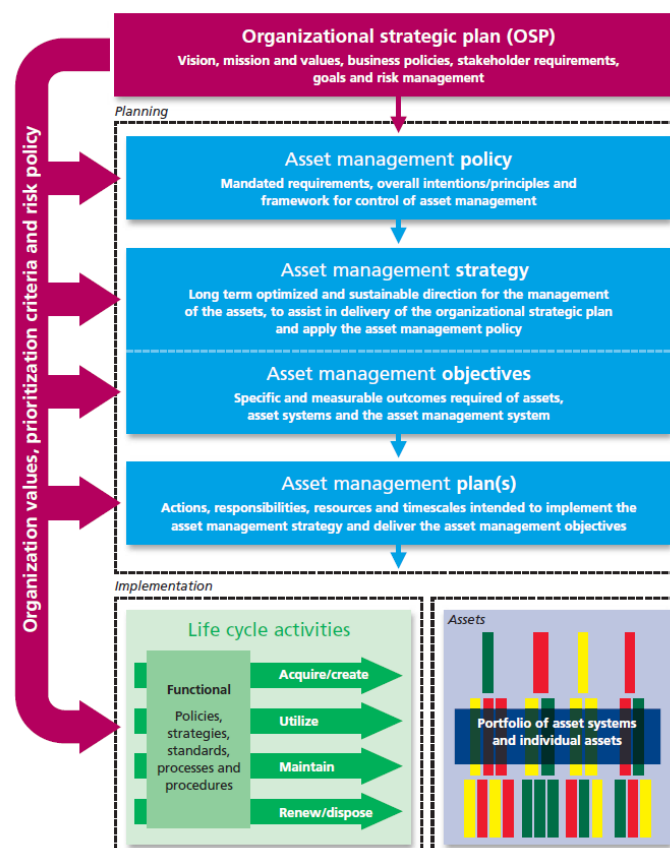 Organizational strategic plan (OSP)
Vision, mission and values, business policies, stakeholder requirements,
goals and risk management
Organization values, prioritization criteria and risk policy
Planning
Asset management policy
Mandated requirements, overall intentions/principles and
framework for control of asset management
Asset management strategy
Long term optimized and sustainable direction for the management
of the assets, to assist in delivery of the organizational strategic plan
and apply the asset management policy
Asset management objectives
Specific and measurable outcomes required of assets,
asset systems and the asset management system
Asset management plan(s)
Actions, responsibilities, resources and timescales intended to implement the
asset management strategy and deliver the asset management objectives
Implementation
Life cycle activities
Functional
Policies,
strategies,
standards,
processes and
procedures
Acquire/create
Utilize
Maintain
Renew/dispose
Assets
Portfolio of asset systems
and individual assets